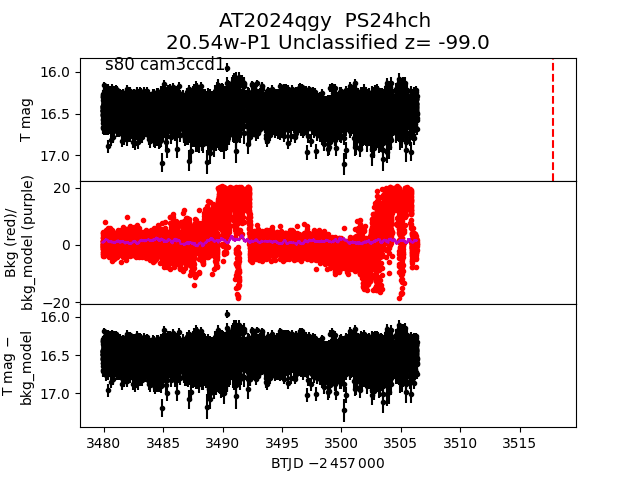 AT2024qgy  PS24hch
20.54w-P1 Unclassified z= -99.0
s80 cam3ccd1
16.0
16.5
17.0
T mag
20
0
−20
Bkg (red)/
bkg_model (purple)
16.0
16.5
17.0
T mag −
bkg_model
3480 3485 3490 3495 3500 3505 3510 3515
BTJD −2 457 000